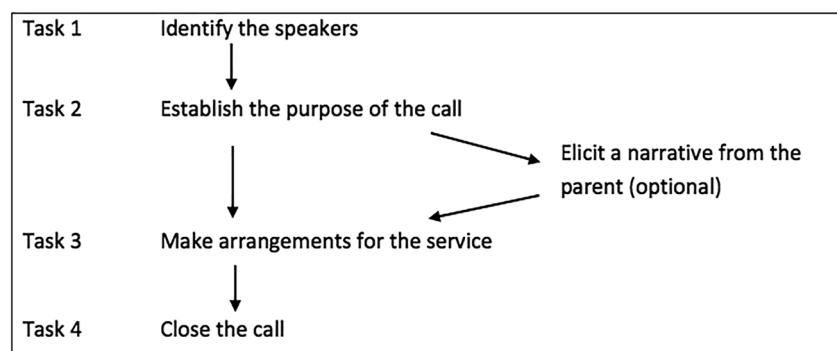 Task 1 Identify the speakers
Task 2 Establish the purpose of the call
Elicit a narrative from the
parent (optional)
Task 3 Make arrangements for the service
Task 4 Close the call